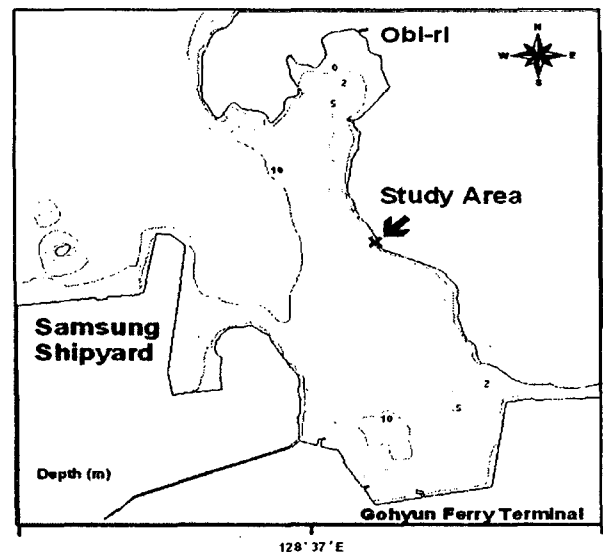 Obi-ri
N
W E
S
0
2
5
10
Study Area
Samsung
Shipyard
2
5
10
Depth (m)
Gohyun Ferry Terminal
128°37'E